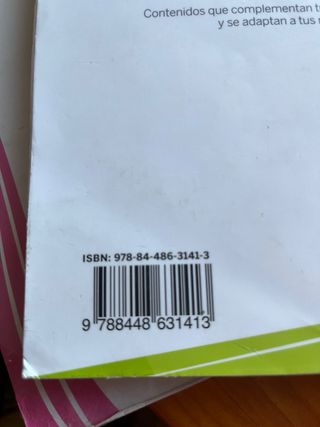 Contenidos que complementan
y se adaptan a tus
ISBN: 978-84-486-3141-3
9 788448 631413